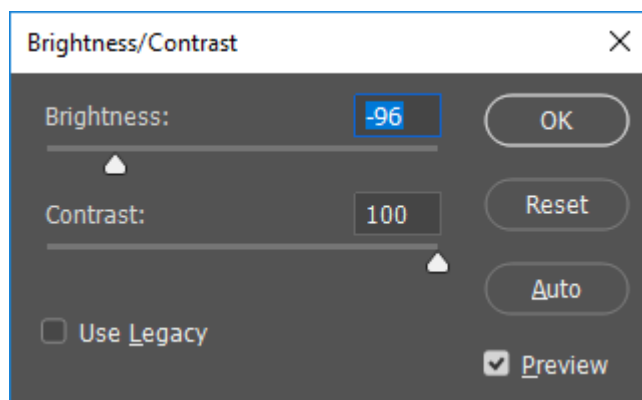 Brightness/Contrast
Brightness: -96
OK
Contrast: 100
Reset
Auto
Use Legacy
Preview